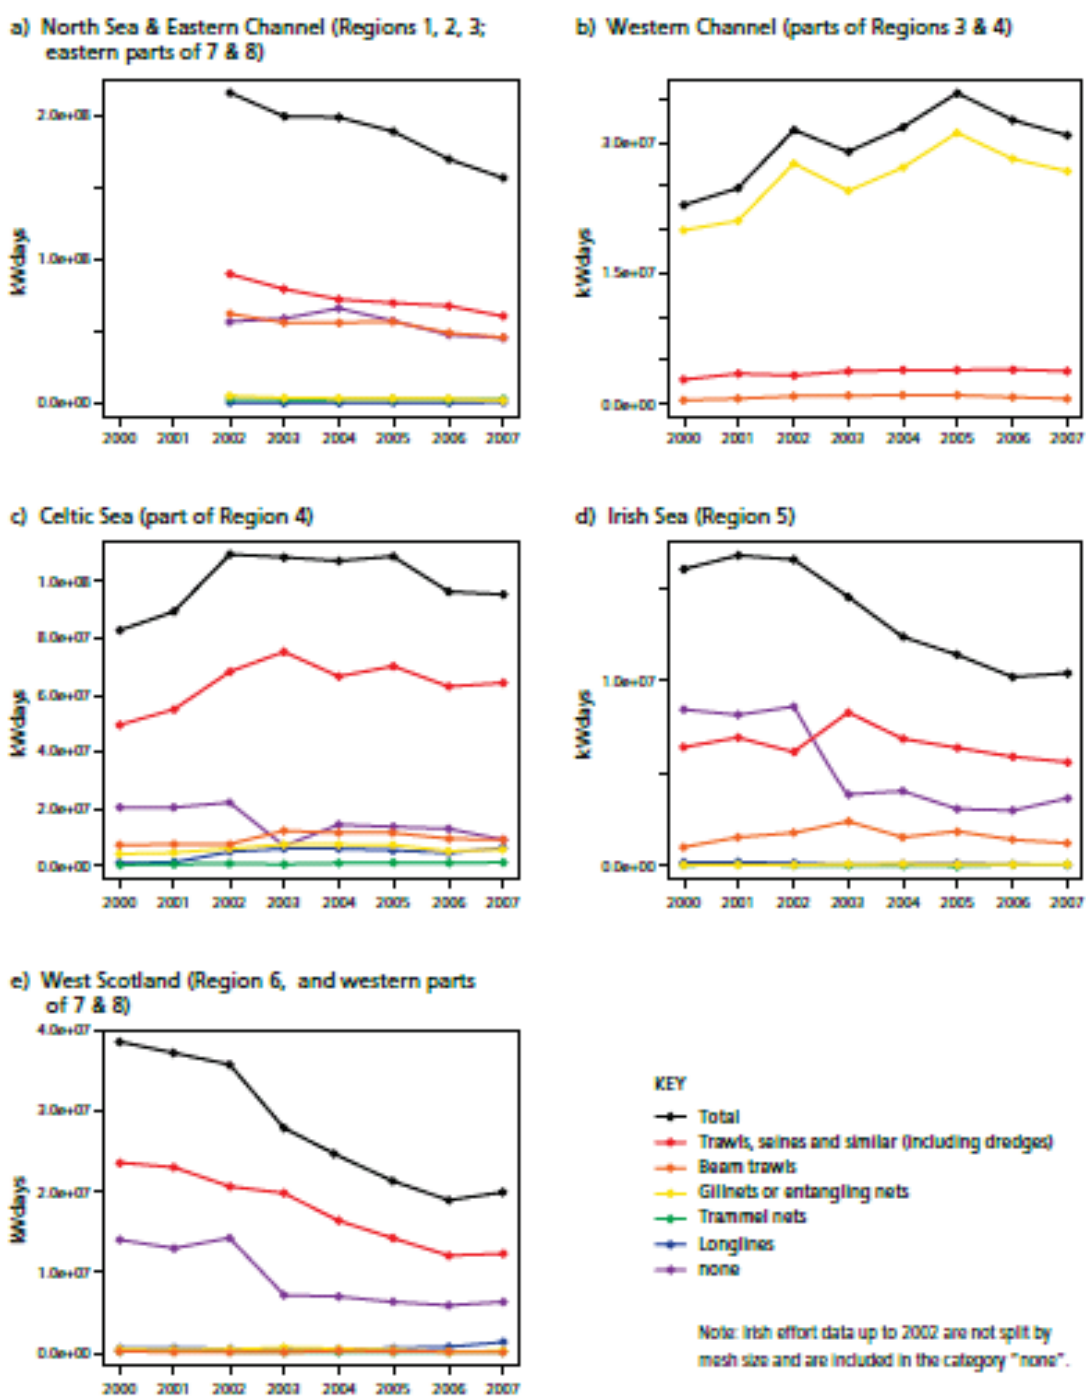 a) North Sea & Eastern Channel (Regions 1, 2, 3;
eastern parts of 7 & 8)
b) Western Channel (parts of Regions 3 & 4)
kWdays
2.0e+08
1.0e+08
0.0e+00
2000 2001 2002 2003 2004 2005 2006 2007
kWdays
3.0e+07
1.5e+07
0.0e+00
2000 2001 2002 2003 2004 2005 2006 2007
c) Celtic Sea (part of Region 4)
d) Irish Sea (Region 5)
kWdays
1.0e+08
8.0e+07
6.0e+07
4.0e+07
2.0e+07
0.0e+00
2000 2001 2002 2003 2004 2005 2006 2007
kWdays
1.0e+07
0.0e+00
2000 2001 2002 2003 2004 2005 2006 2007
e) West Scotland (Region 6, and western parts
of 7 & 8)
kWdays
4.0e+07
3.0e+07
2.0e+07
1.0e+07
0.0e+00
2000 2001 2002 2003 2004 2005 2006 2007
KEY
Total
Trawls, seines and similar (including dredges)
Beam trawls
Gillnets or entangling nets
Trammel nets
Longlines
none
Note: Irish effort data up to 2002 are not split by
mesh size and are included in the category "none".